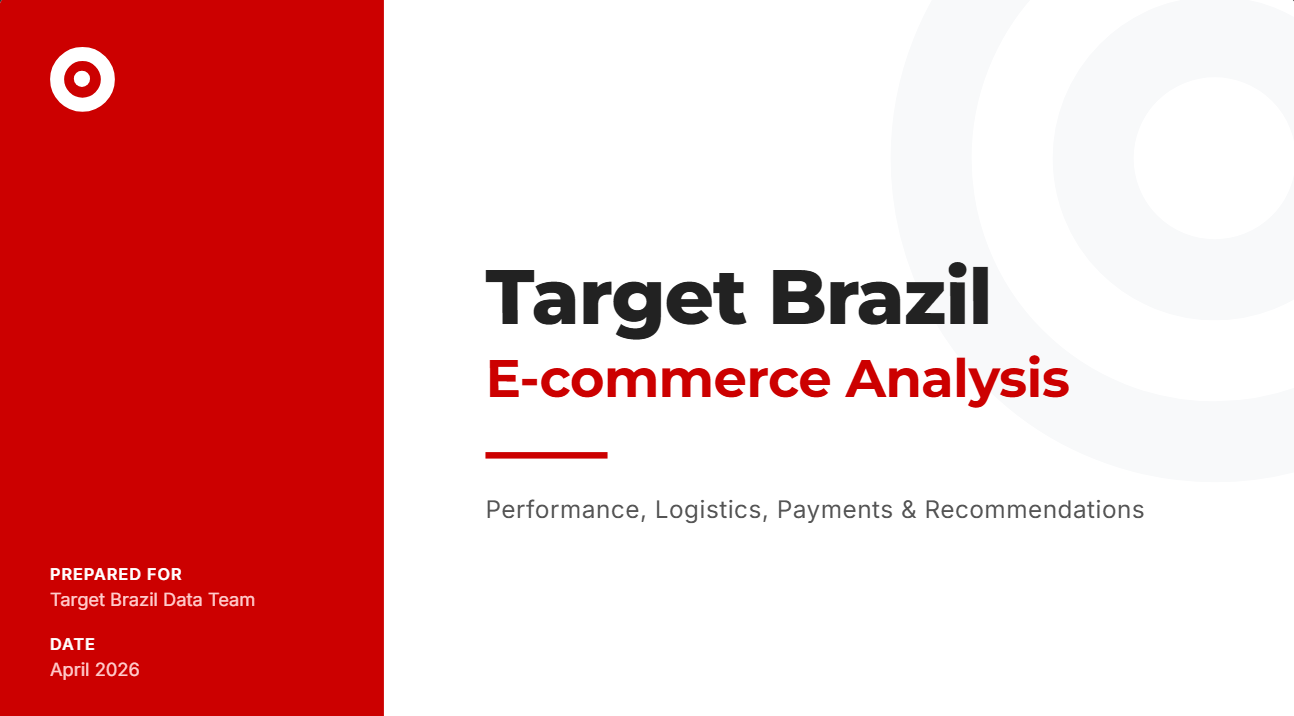 Target Brazil
E-commerce Analysis
Performance, Logistics, Payments & Recommendations
PREPARED FOR
Target Brazil Data Team
DATE
April 2026